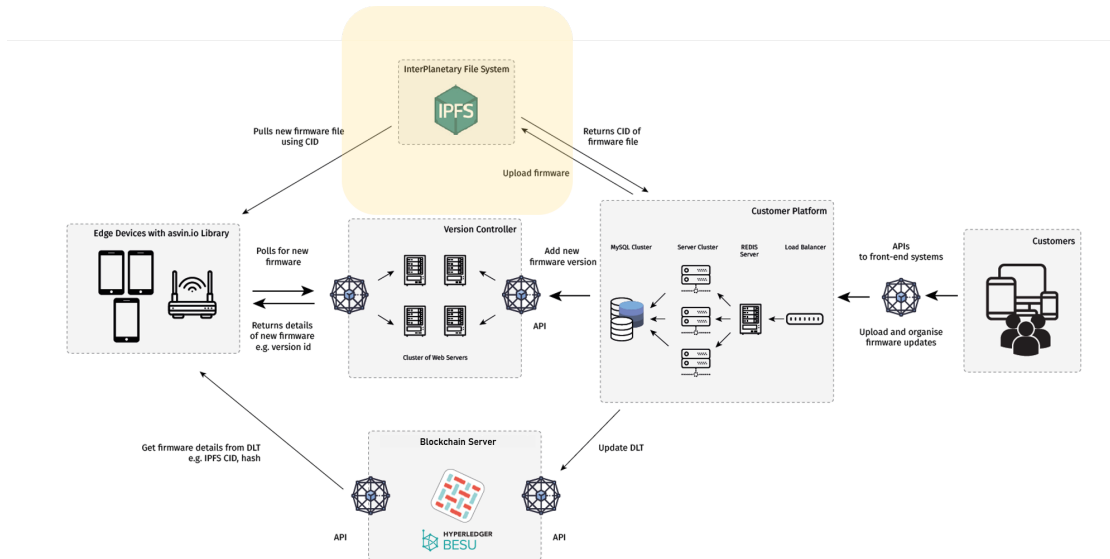 InterPlanetary File System
IPFS
Pulls new firmware file
using CID
Returns CID of
firmware file
Upload firmware
Edge Devices with asvin.io Library
Polls for new
firmware
Returns details
of new firmware
e.g. version id
Version Controller
Cluster of Web Servers
API
Add new
firmware version
Customer Platform
MySQL Cluster
Server Cluster
REDIS
Server
Load Balancer
APIs
to front-end systems
Upload and organise
firmware updates
Customers
Get firmware details from DLT
e.g. IPFS CID, hash
Update DLT
Blockchain Server
API
HYPERLEDGER
BESU
API